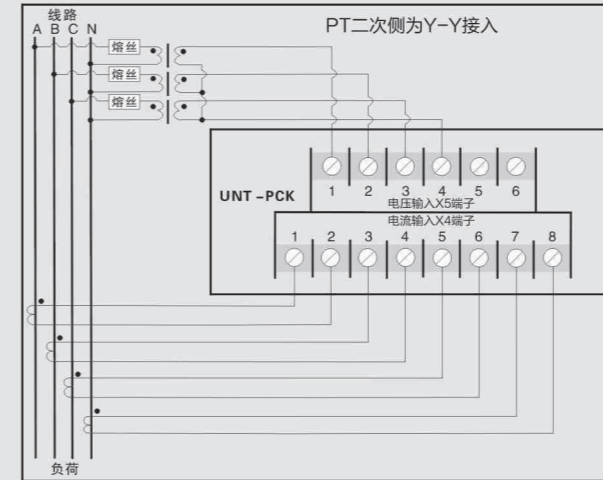 线路
A B C N
PT二次侧为Y-Y接入
熔丝
熔丝
熔丝
UNT-PCK
1 2 3 4 5 6
电压输入X5端子
电流输入X4端子
1 2 3 4 5 6 7 8
负荷